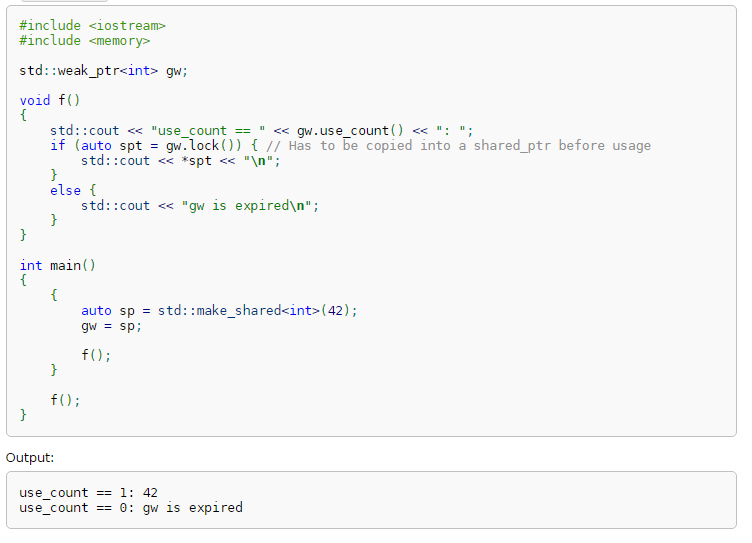 #include <iostream>
#include <memory>

std::weak_ptr<int> gw;

void f()
{
    std::cout << "use_count == " << gw.use_count() << ": ";
    if (auto spt = gw.lock()) { // Has to be copied into a shared_ptr before usage
        std::cout << *spt << "\n";
    }
    else {
        std::cout << "gw is expired\n";
    }
}

int main()
{
    {
        auto sp = std::make_shared<int>(42);
        gw = sp;

        f();
    }

    f();
}
Output:
use_count == 1: 42
use_count == 0: gw is expired